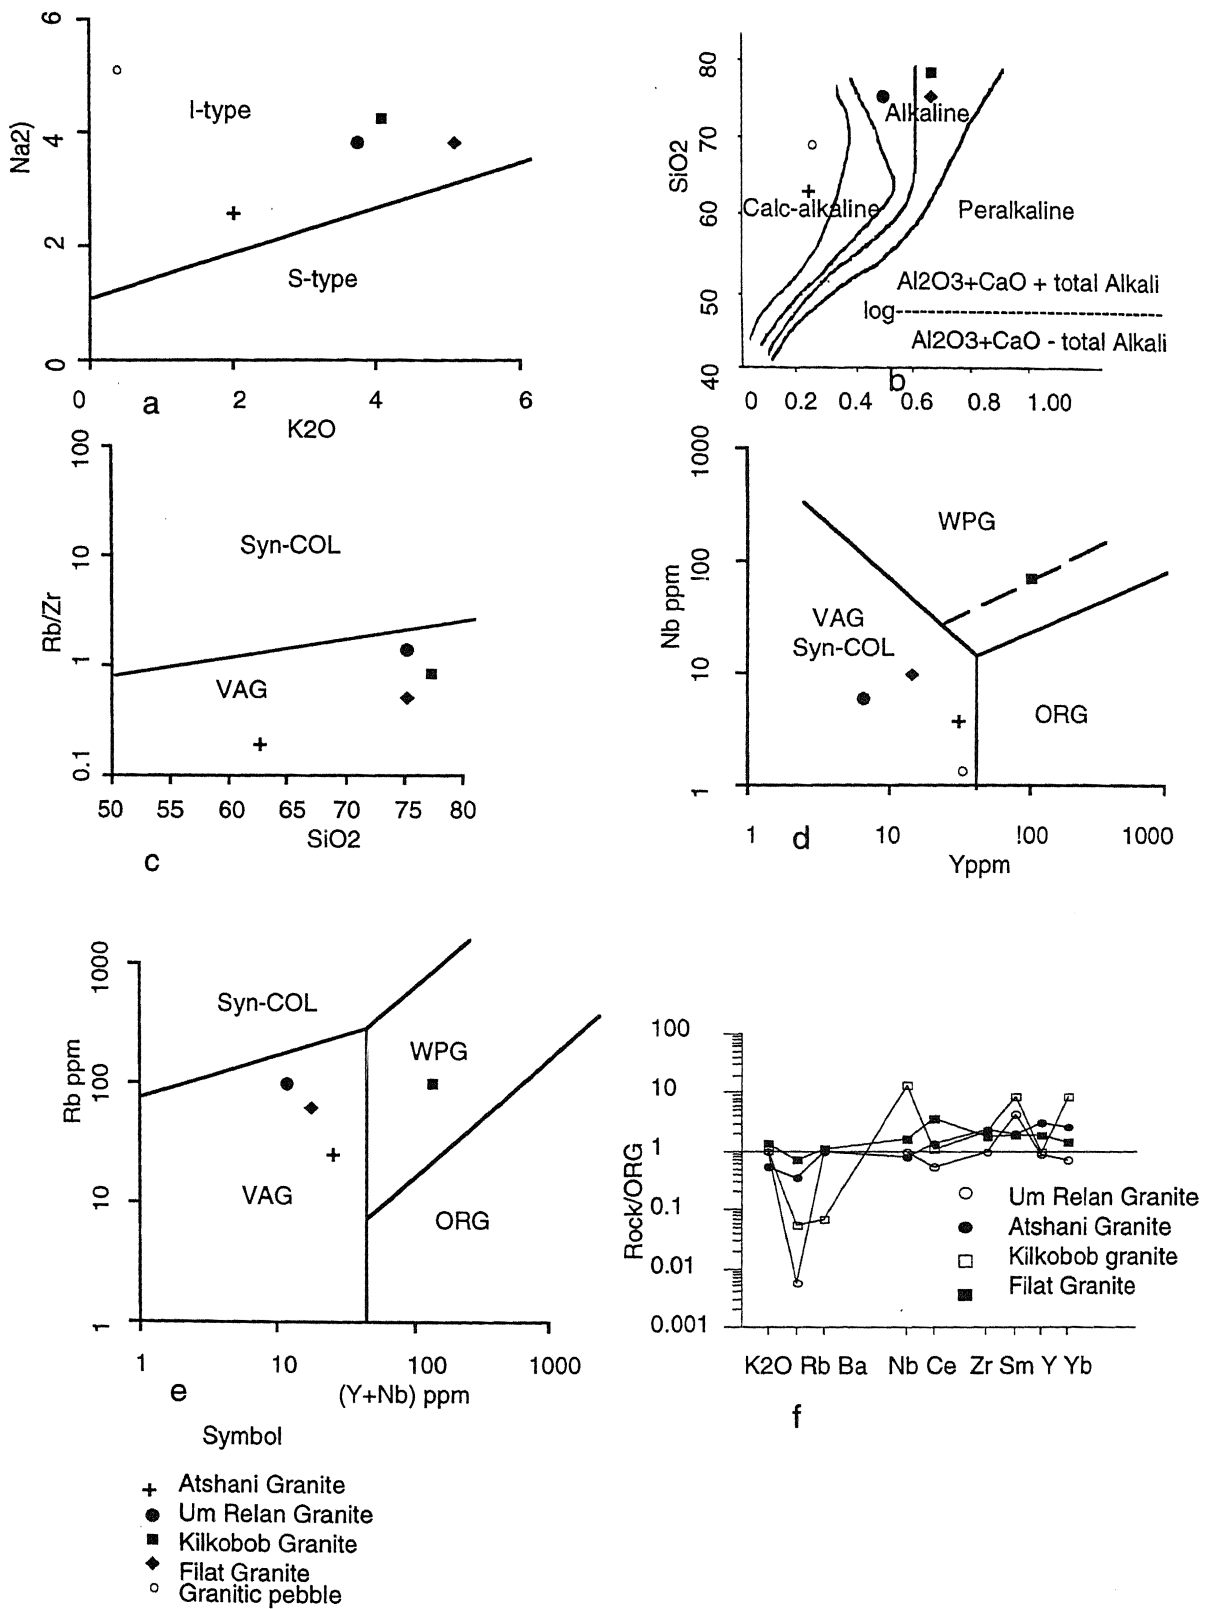 6
4
2
0
Na2)
I-type
S-type
0 2 4 6
a
K2O
80
70
60
50
40
SiO2
Alkaline
Calc-alkaline
Peralkaline
Al2O3+CaO + total Alkali
log
Al2O3+CaO - total Alkali
b
0 0.2 0.4 0.6 0.8 1.00
100
10
1
0.1
Rb/Zr
Syn-COL
VAG
50 55 60 65 70 75 80
SiO2
c
1000
!00
10
1
Nb ppm
WPG
VAG
Syn-COL
ORG
1 10 !00 1000
d
Yppm
1000
100
10
1
Rb ppm
Syn-COL
WPG
VAG
ORG
1 10 100 1000
e
(Y+Nb) ppm
100
10
1
0.1
0.01
0.001
Rock/ORG
Um Relan Granite
Atshani Granite
Kilkobob granite
Filat Granite
K2O Rb Ba Nb Ce Zr Sm Y Yb
f
Symbol
Atshani Granite
Um Relan Granite
Kilkobob Granite
Filat Granite
Granitic pebble